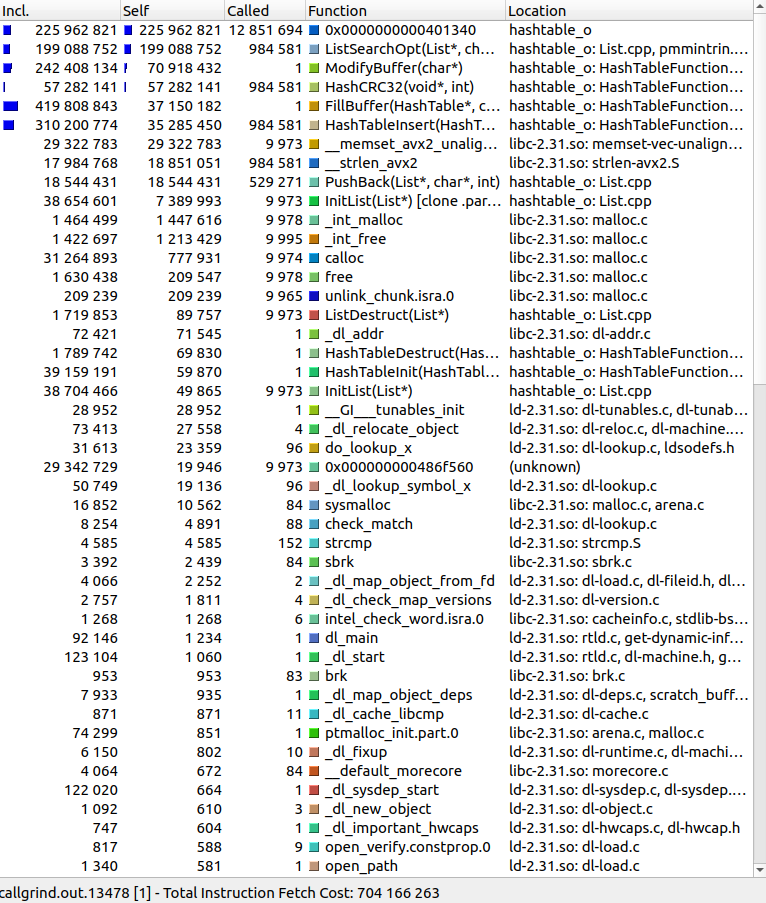 Incl. Self Called Function Location
225 962 821 225 962 821 12 851 694 0x0000000000401340 hashtable_o
199 088 752 199 088 752 984 581 ListSearchOpt(List*, ch... hashtable_o: List.cpp, pmmintrin....
242 408 134 70 918 432 1 ModifyBuffer(char*) hashtable_o: HashTableFunction...
57 282 141 57 282 141 984 581 HashCRC32(void*, int) hashtable_o: HashTableFunction...
419 808 843 37 150 182 1 FillBuffer(HashTable*, c... hashtable_o: HashTableFunction...
310 200 774 35 285 450 984 581 HashTableInsert(HashT... hashtable_o: HashTableFunction...
29 322 783 29 322 783 9 973 __memset_avx2_unalig... libc-2.31.so: memset-vec-unalign...
17 984 768 18 851 051 984 581 __strlen_avx2 libc-2.31.so: strlen-avx2.S
18 544 431 18 544 431 529 271 PushBack(List*, char*, int) hashtable_o: List.cpp
38 654 601 7 389 993 9 973 InitList(List*) [clone .par... hashtable_o: List.cpp
1 464 499 1 447 616 9 978 _int_malloc libc-2.31.so: malloc.c
1 422 697 1 213 429 9 995 _int_free libc-2.31.so: malloc.c
31 264 893 777 931 9 974 calloc libc-2.31.so: malloc.c
1 630 438 209 547 9 978 free libc-2.31.so: malloc.c
209 239 209 239 9 965 unlink_chunk.isra.0 libc-2.31.so: malloc.c
1 719 853 89 757 9 973 ListDestruct(List*) hashtable_o: List.cpp
72 421 71 545 1 _dl_addr libc-2.31.so: dl-addr.c
1 789 742 69 830 1 HashTableDestruct(Has... hashtable_o: HashTableFunction...
39 159 191 59 870 1 HashTableInit(HashTabl... hashtable_o: HashTableFunction...
38 704 466 49 865 9 973 InitList(List*) hashtable_o: List.cpp
28 952 28 952 1 __GI___tunables_init ld-2.31.so: dl-tunables.c, dl-tunab...
73 413 27 558 4 _dl_relocate_object ld-2.31.so: dl-reloc.c, dl-machine....
31 613 23 359 96 do_lookup_x ld-2.31.so: dl-lookup.c, ldsodefs.h
29 342 729 19 946 9 973 0x000000000486f560 (unknown)
50 749 19 136 96 _dl_lookup_symbol_x ld-2.31.so: dl-lookup.c
16 852 10 562 84 sysmalloc libc-2.31.so: malloc.c, arena.c
8 254 4 891 88 check_match ld-2.31.so: dl-lookup.c
4 585 4 585 152 strcmp ld-2.31.so: strcmp.S
3 392 2 439 84 sbrk libc-2.31.so: sbrk.c
4 066 2 252 2 _dl_map_object_from_fd ld-2.31.so: dl-load.c, dl-fileid.h, dl...
2 757 1 811 4 _dl_check_map_versions ld-2.31.so: dl-version.c
1 268 1 268 6 intel_check_word.isra.0 libc-2.31.so: cacheinfo.c, stdlib-bs...
92 146 1 234 1 dl_main ld-2.31.so: rtld.c, get-dynamic-inf...
123 104 1 060 1 _dl_start ld-2.31.so: rtld.c, dl-machine.h, g...
953 953 83 brk libc-2.31.so: brk.c
7 933 935 1 _dl_map_object_deps ld-2.31.so: dl-deps.c, scratch_buff...
871 871 11 _dl_cache_libcmp ld-2.31.so: dl-cache.c
74 299 851 1 ptmalloc_init.part.0 libc-2.31.so: arena.c, malloc.c
6 150 802 10 _dl_fixup ld-2.31.so: dl-runtime.c, dl-machi...
4 064 672 84 __default_morecore libc-2.31.so: morecore.c
122 020 664 1 _dl_sysdep_start ld-2.31.so: dl-sysdep.c, dl-sysdep....
1 092 610 3 _dl_new_object ld-2.31.so: dl-object.c
747 604 1 _dl_important_hwcaps ld-2.31.so: dl-hwcaps.c, dl-hwcap.h
817 588 9 open_verify.constprop.0 ld-2.31.so: dl-load.c
1 340 581 1 open_path ld-2.31.so: dl-load.c
callgrind.out.13478 [1] - Total Instruction Fetch Cost: 704 166 263